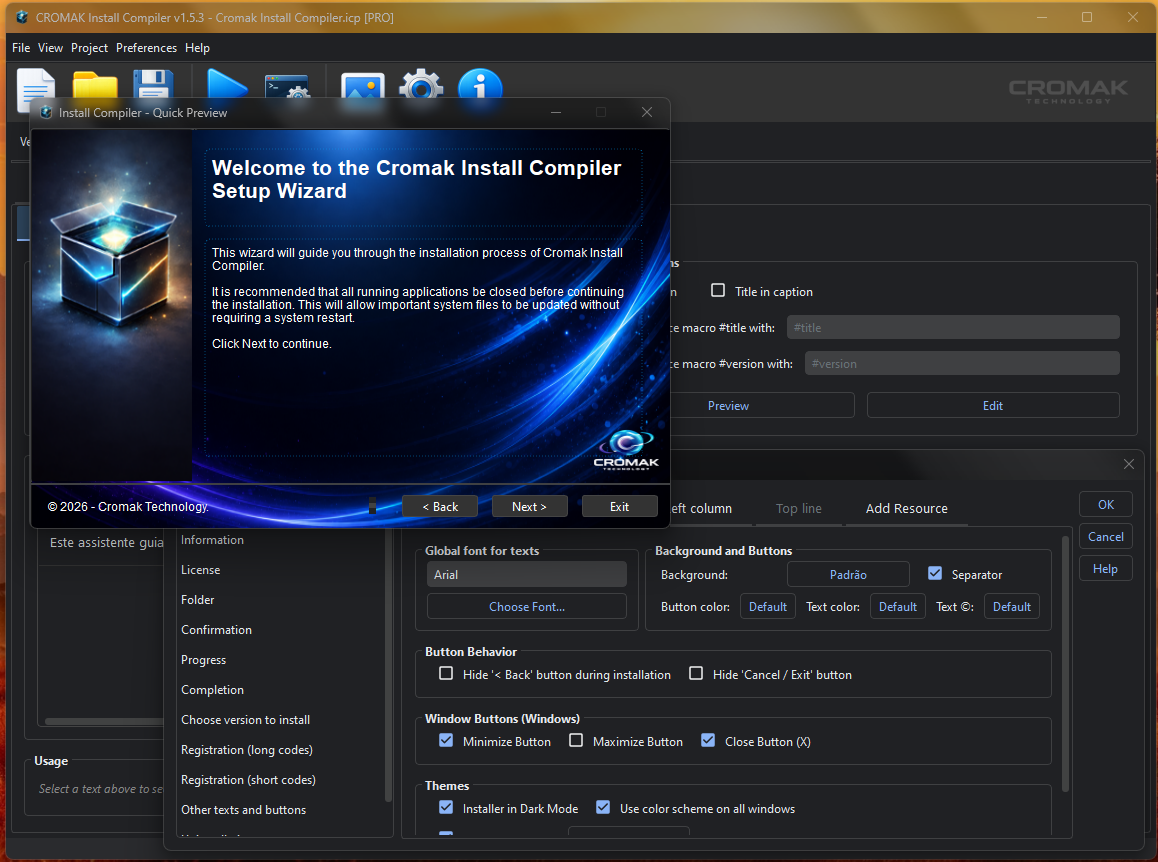 CROMAK Install Compiler v1.5.3 - Cromak Install Compiler.icp [PRO]
File View Project Preferences Help
CROMAK
TECHNOLOGY
Install Compiler - Quick Preview
Welcome to the Cromak Install Compiler
Setup Wizard
This wizard will guide you through the installation process of Cromak Install
Compiler.
It is recommended that all running applications be closed before continuing
the installation. This will allow important system files to be updated without
requiring a system restart.
Click Next to continue.
CROMAK
TECHNOLOGY
© 2026 - Cromak Technology.
< Back
Next >
Exit
Title in caption
macro #title with:
#title
macro #version with:
#version
Preview
Edit
eft column
Top line
Add Resource
OK
Cancel
Help
Este assistente guia
Usage
Select a text above to se
Information
License
Folder
Confirmation
Progress
Completion
Choose version to install
Registration (long codes)
Registration (short codes)
Other texts and buttons
Global font for texts
Arial
Choose Font...
Background and Buttons
Background:
Padrão
Separator
Button color:
Default
Text color:
Default
Text ©:
Default
Button Behavior
Hide '< Back' button during installation
Hide 'Cancel / Exit' button
Window Buttons (Windows)
Minimize Button
Maximize Button
Close Button (X)
Themes
Installer in Dark Mode
Use color scheme on all windows